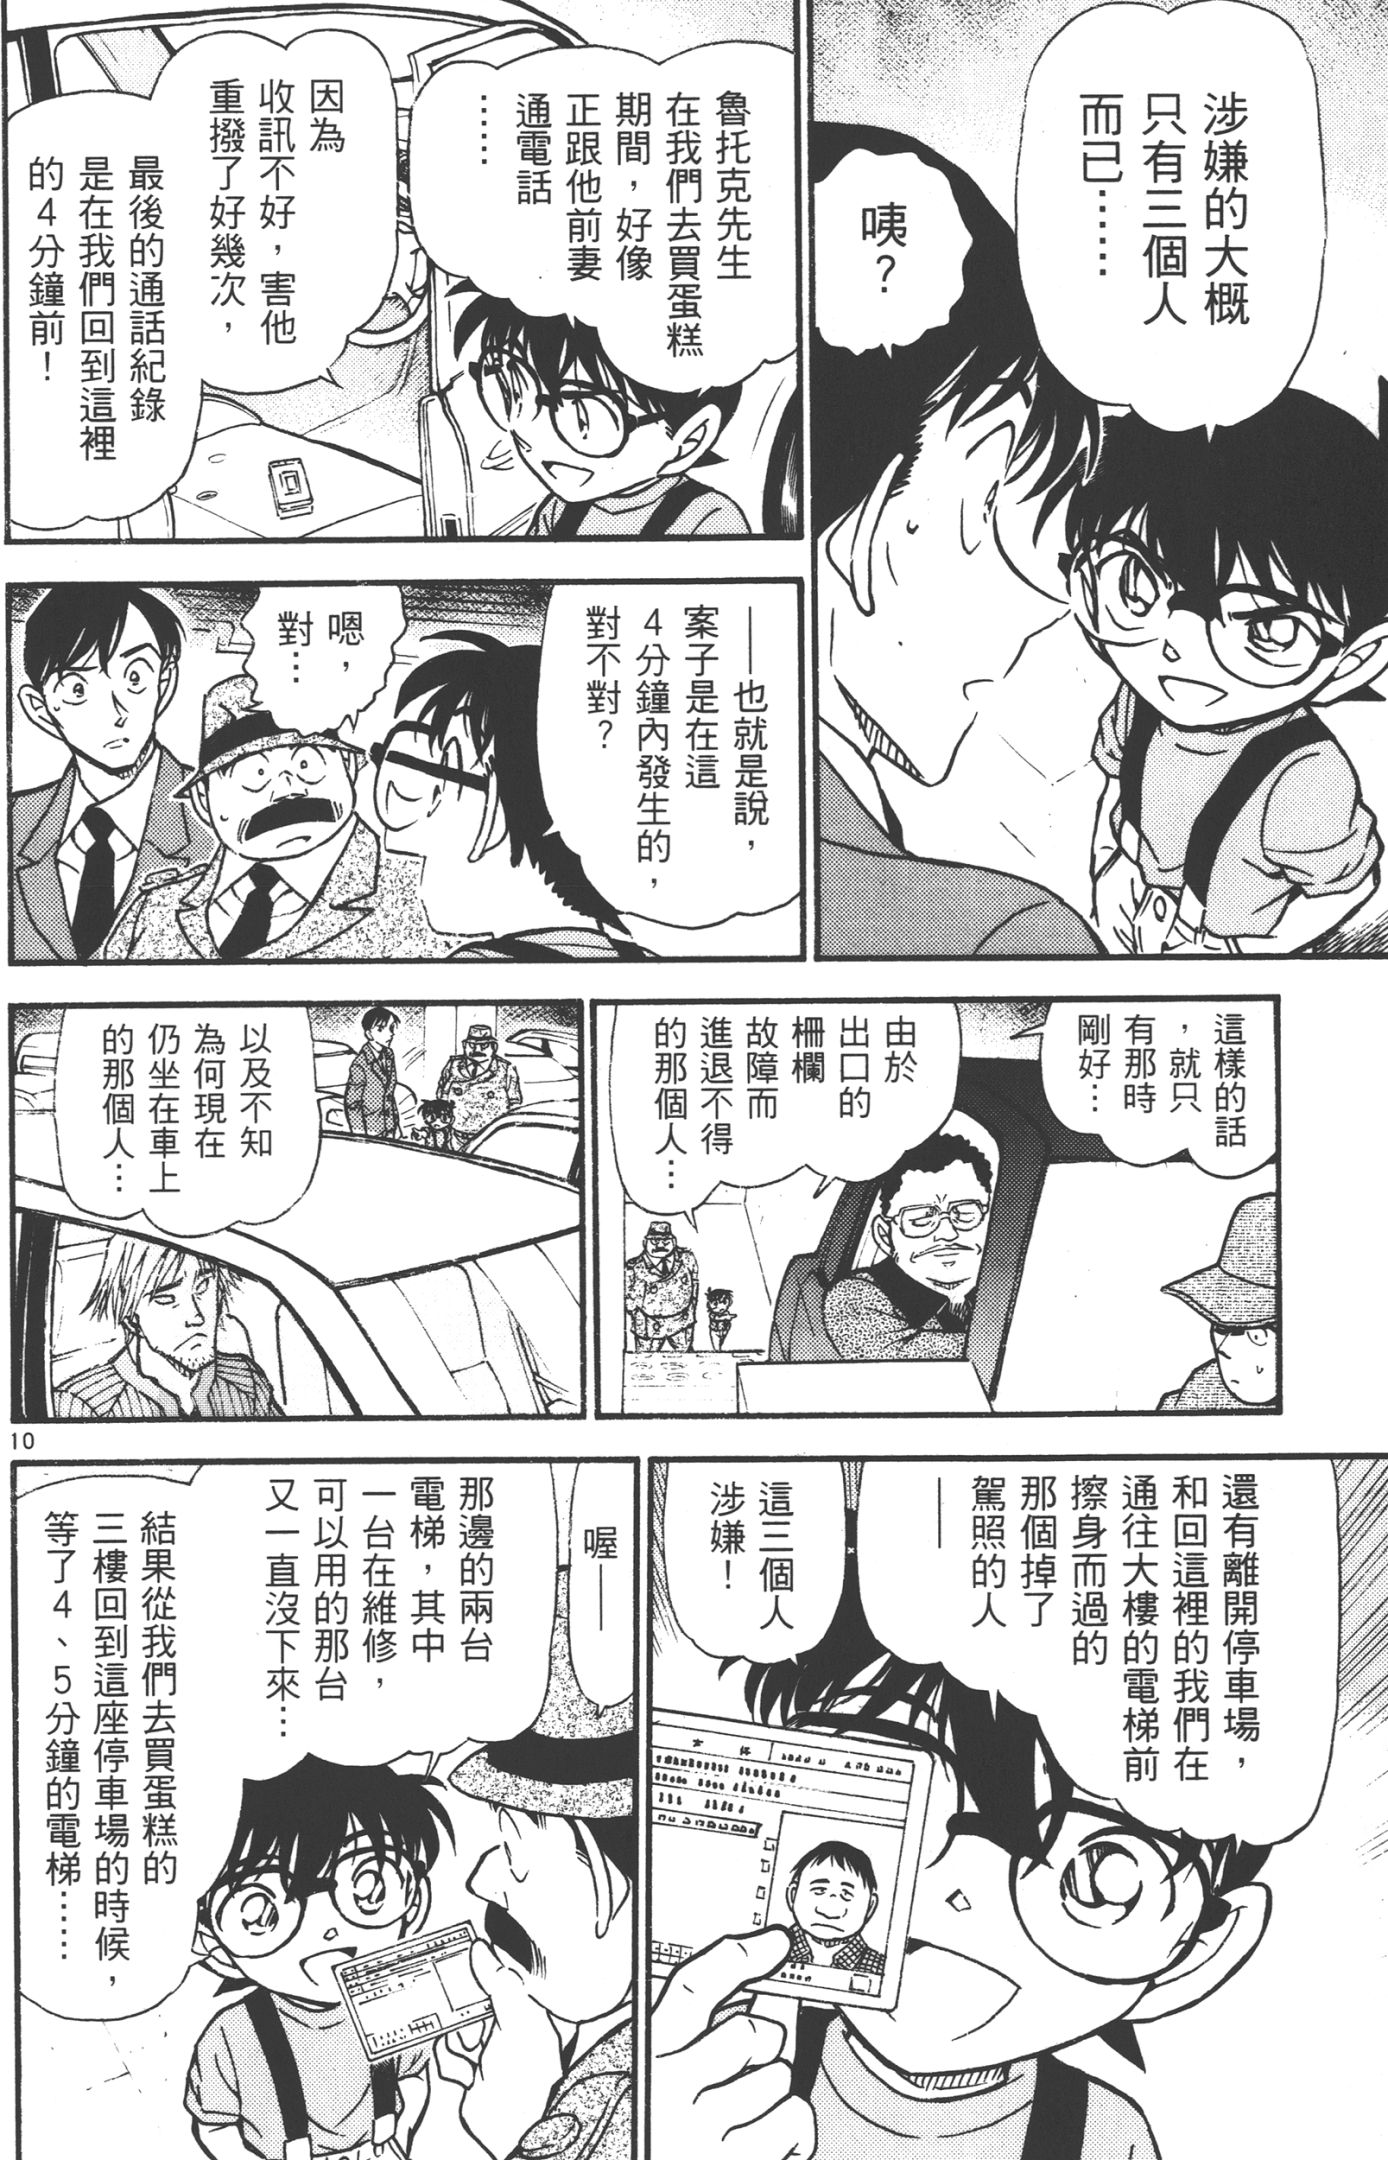 涉嫌的大概
只有三個人
而已……
咦？
魯托克先生
在我們去買蛋糕
期間，好像
正跟他前妻
通電話
……
因為
收訊不好，害他
重撥了好幾次，
最後的通話紀錄
是在我們回到這裡
的4分鐘前！
——也就是說，
案子是在這
4分鐘內發生的，
對不對？
嗯，
對…
這樣的話
，就只
有那時
剛好…
由於
出口的
柵欄
故障而
進退不得
的那個人…
以及不知
為何現在
仍坐在車上
的那個人…
還有離開停車場，
和回這裡的我們在
通往大樓的電梯前
擦身而過的
那個掉了
駕照的人
——
這三個人
涉嫌！
喔——
那邊的兩台
電梯，其中
一台在維修，
可以用的那台
又一直沒下來…
結果從我們去買蛋糕的
三樓回到這座停車場的時候，
等了4、5分鐘的電梯……
10